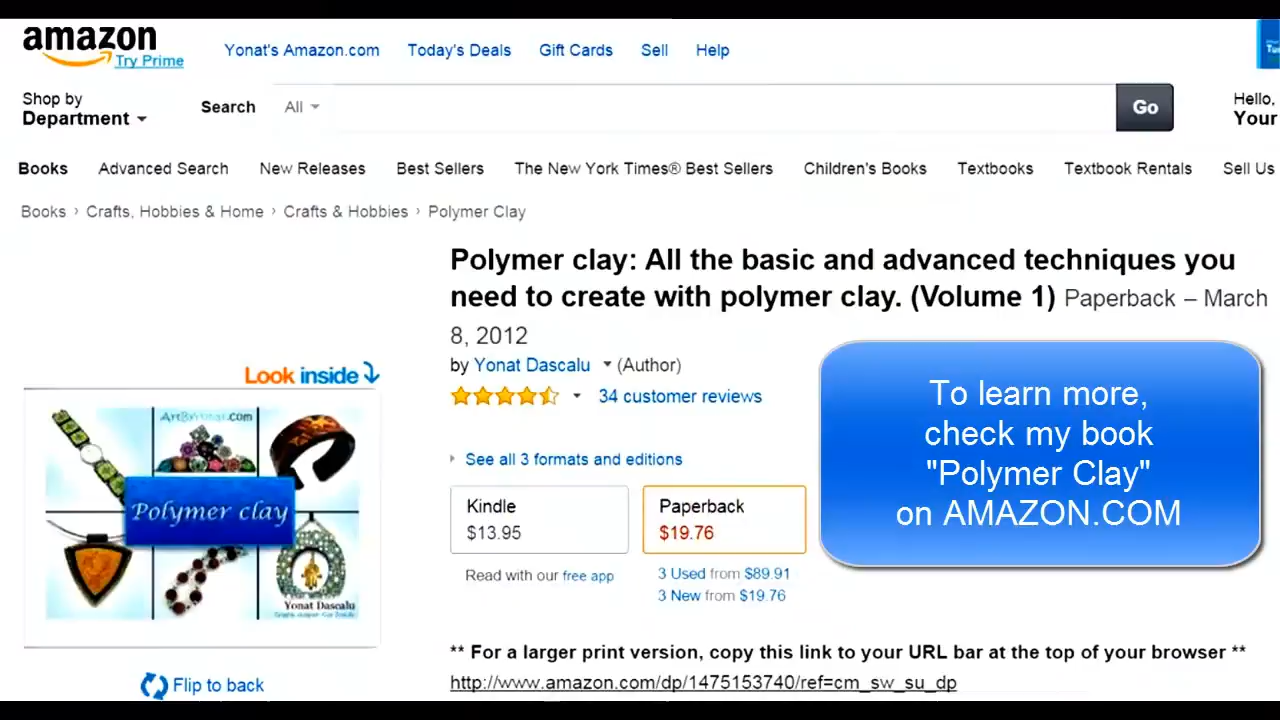 amazon
Try Prime
Yonat's Amazon.com Today's Deals Gift Cards Sell Help
Shop by
Department
Search All Go
Hello,
Your
Books Advanced Search New Releases Best Sellers The New York Times® Best Sellers Children's Books Textbooks Textbook Rentals Sell Us
Books › Crafts, Hobbies & Home › Crafts & Hobbies › Polymer Clay
Polymer clay: All the basic and advanced techniques you
need to create with polymer clay. (Volume 1) Paperback – March
8, 2012
by Yonat Dascalu (Author)
34 customer reviews
Look inside
ArtByYonat.com
Polymer clay
Yonat Dascalu
Flip to back
See all 3 formats and editions
Kindle
$13.95
Paperback
$19.76
Read with our free app
3 Used from $89.91
3 New from $19.76
To learn more,
check my book
"Polymer Clay"
on AMAZON.COM
** For a larger print version, copy this link to your URL bar at the top of your browser **
http://www.amazon.com/dp/1475153740/ref=cm_sw_su_dp